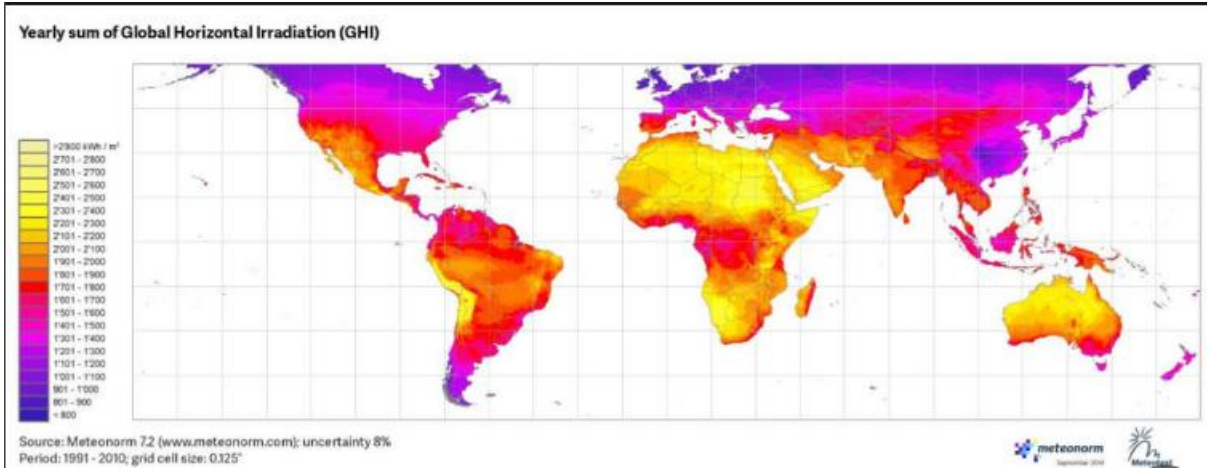 Yearly sum of Global Horizontal Irradiation (GHI)
>2'800 kWh / m²
2'701 - 2'800
2'601 - 2'700
2'501 - 2'600
2'401 - 2'500
2'301 - 2'400
2'201 - 2'300
2'101 - 2'200
2'001 - 2'100
1'901 - 2'000
1'801 - 1'900
1'701 - 1'800
1'601 - 1'700
1'501 - 1'600
1'401 - 1'500
1'301 - 1'400
1'201 - 1'300
1'101 - 1'200
1'001 - 1'100
901 - 1'000
801 - 900
< 800
Source: Meteonorm 7.2 (www.meteonorm.com); uncertainty 8%
Period: 1991 - 2010; grid cell size: 0.125°
meteonorm
September 2014
Meteotest